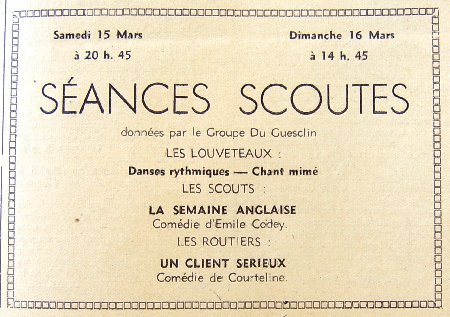 Samedi 15 Mars Dimanche 16 Mars
à 20 h. 45 à 14 h. 45
SÉANCES SCOUTES
données par le Groupe Du Guesclin
LES LOUVETEAUX :
Danses rythmiques — Chant mimé
LES SCOUTS :
LA SEMAINE ANGLAISE
Comédie d'Emile Codey.
LES ROUTIERS :
UN CLIENT SERIEUX
Comédie de Courteline.